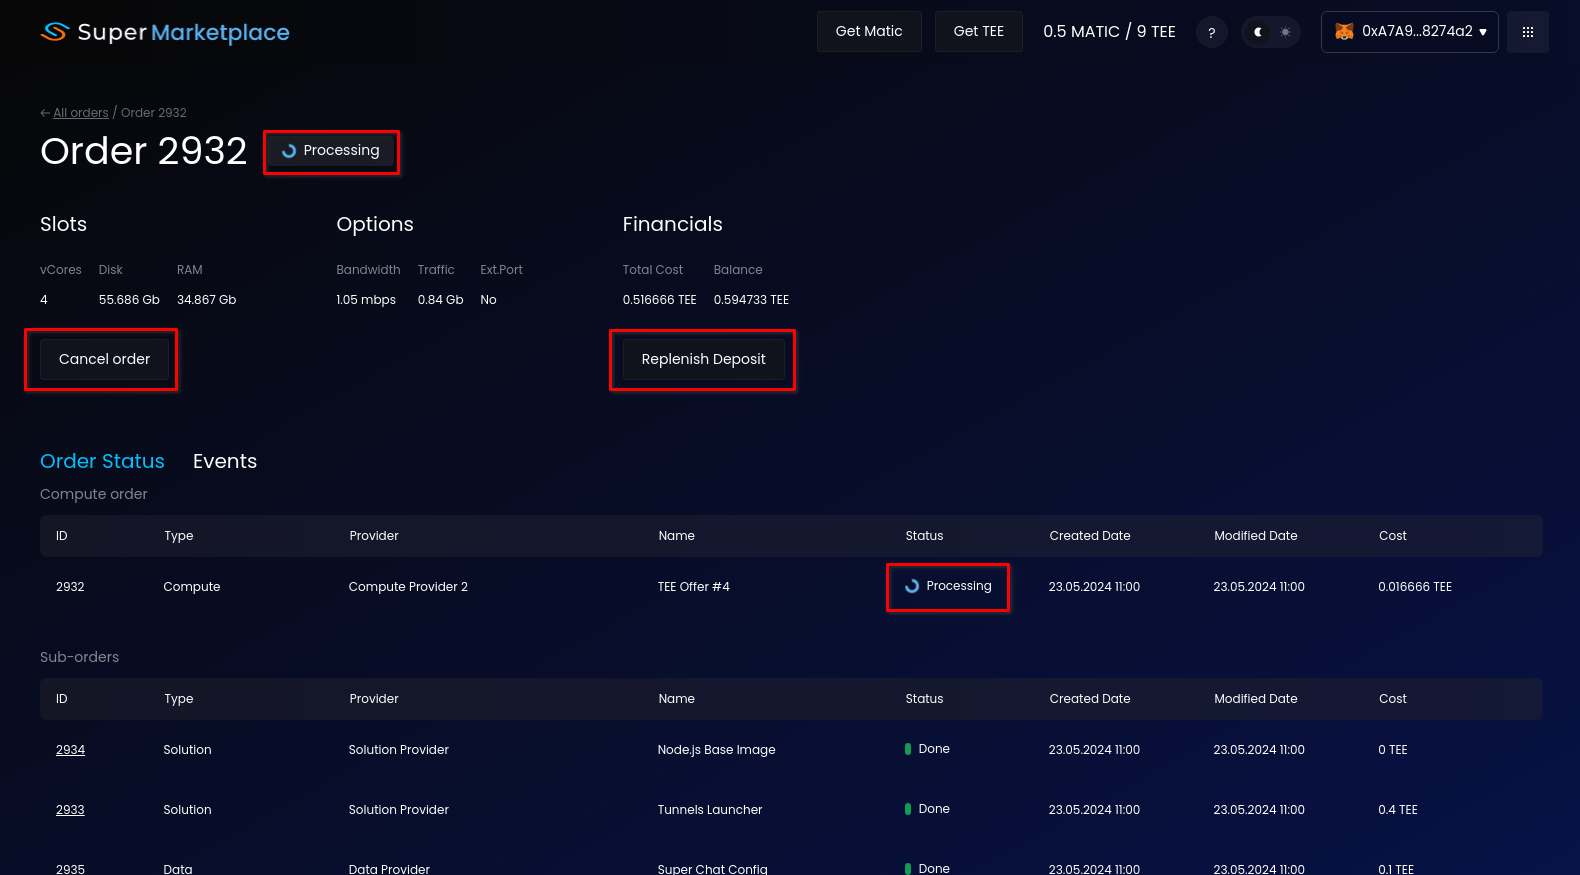 Super Marketplace
Get Matic
Get TEE
0.5 MATIC / 9 TEE
?
0xA7A9...8274a2 ▼
← All orders / Order 2932
Order 2932
Processing
Slots
Options
Financials
vCores Disk RAM
Bandwidth Traffic Ext.Port
Total Cost Balance
4 55.686 Gb 34.867 Gb
1.05 mbps 0.84 Gb No
0.516666 TEE 0.594733 TEE
Cancel order
Replenish Deposit
Order Status Events
Compute order
ID Type Provider Name Status Created Date Modified Date Cost
2932 Compute Compute Provider 2 TEE Offer #4 Processing 23.05.2024 11:00 23.05.2024 11:00 0.016666 TEE
Sub-orders
ID Type Provider Name Status Created Date Modified Date Cost
2934 Solution Solution Provider Node.js Base Image Done 23.05.2024 11:00 23.05.2024 11:00 0 TEE
2933 Solution Solution Provider Tunnels Launcher Done 23.05.2024 11:00 23.05.2024 11:00 0.4 TEE
2935 Data Data Provider Super Chat Config Done 23.05.2024 11:00 23.05.2024 11:00 0.1 TEE